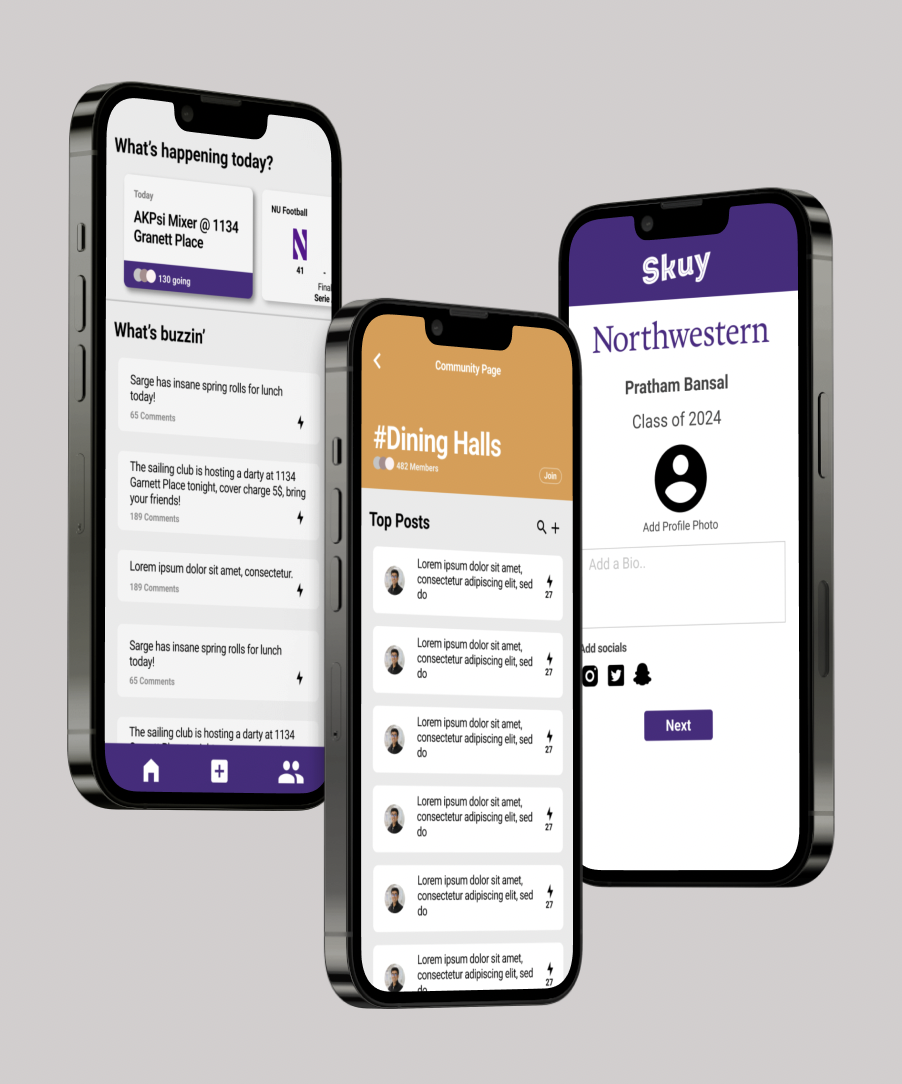 What's happening today?
Today
AKPsi Mixer @ 1134
Granett Place
130 going
NU Football
N
41
-
Final
Serie
What's buzzin'
Sarge has insane spring rolls for lunch
today!
65 Comments
The sailing club is hosting a darty at 1134
Garnett Place tonight, cover charge 5$, bring
your friends!
189 Comments
Lorem ipsum dolor sit amet, consectetur.
189 Comments
Sarge has insane spring rolls for lunch
today!
65 Comments
The sailing club is hosting a darty at 1134
Community Page
#Dining Halls
482 Members
Join
Top Posts
Lorem ipsum dolor sit amet,
consectetur adipiscing elit, sed
do
27
Lorem ipsum dolor sit amet,
consectetur adipiscing elit, sed
do
27
Lorem ipsum dolor sit amet,
consectetur adipiscing elit, sed
do
27
Lorem ipsum dolor sit amet,
consectetur adipiscing elit, sed
do
27
Lorem ipsum dolor sit amet,
consectetur adipiscing elit, sed
do
27
Lorem ipsum dolor sit amet,
consectetur adipiscing elit, sed
do
27
Skuy
Northwestern
Pratham Bansal
Class of 2024
Add Profile Photo
Add a Bio..
Add socials
Next